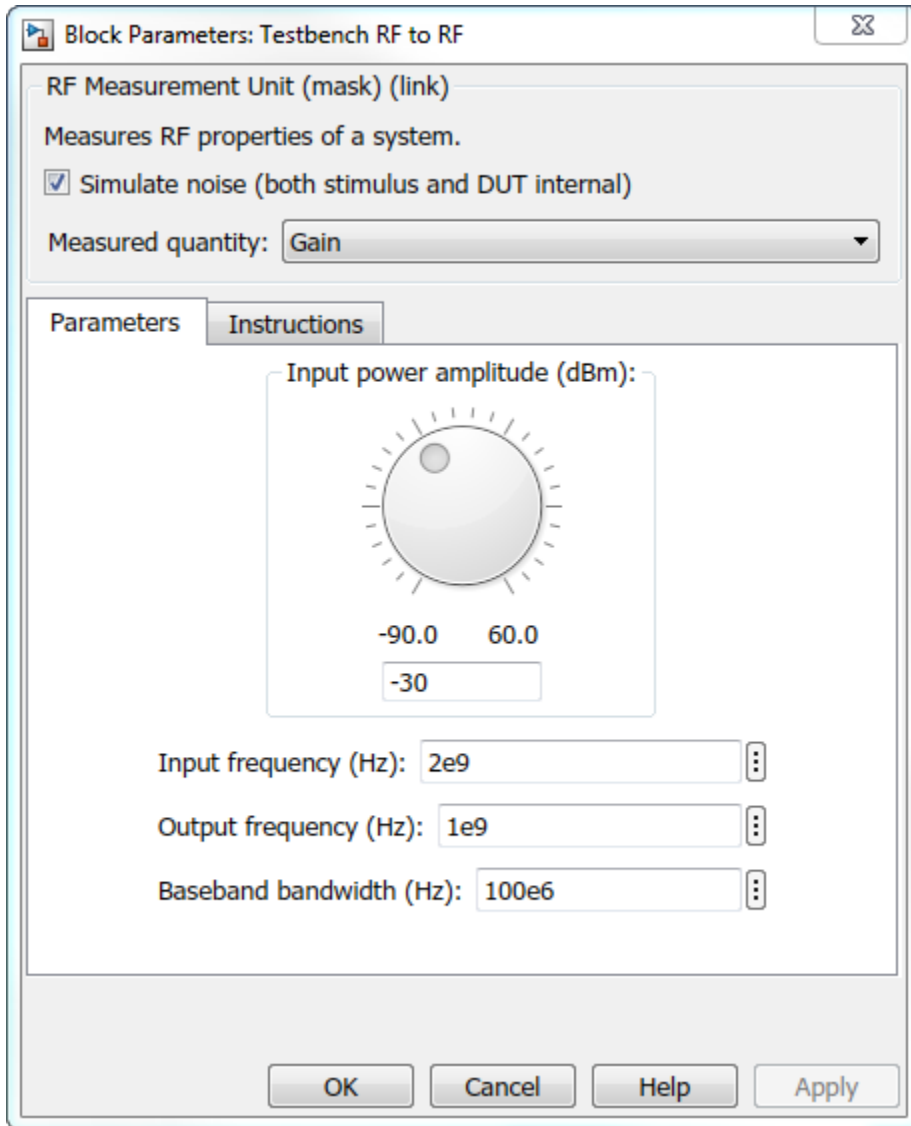 Block Parameters: Testbench RF to RF
RF Measurement Unit (mask) (link)
Measures RF properties of a system.
Simulate noise (both stimulus and DUT internal)
Measured quantity: Gain
Parameters Instructions
Input power amplitude (dBm):
-90.0 60.0
-30
Input frequency (Hz): 2e9
Output frequency (Hz): 1e9
Baseband bandwidth (Hz): 100e6
OK Cancel Help Apply